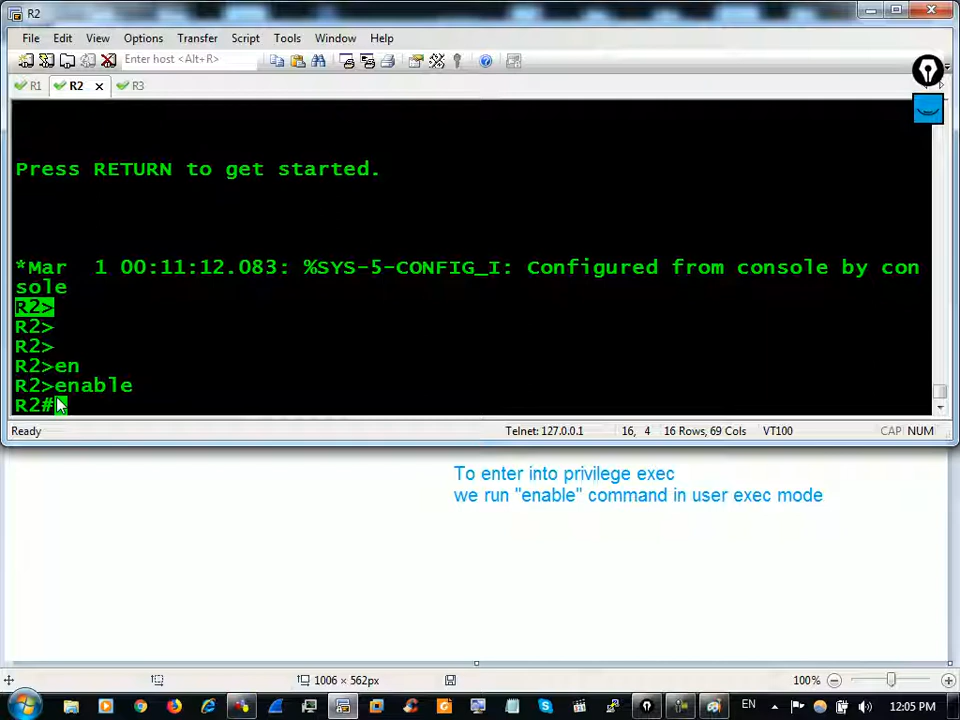 R2
File Edit View Options Transfer Script Tools Window Help
Enter host <Alt+R>
R1 R2 R3
Press RETURN to get started.
*Mar  1 00:11:12.083: %SYS-5-CONFIG_I: Configured from console by con
sole
R2>
R2>
R2>
R2>en
R2>enable
R2#
Ready Telnet: 127.0.0.1 16, 4 16 Rows, 69 Cols VT100 CAP NUM
To enter into privilege exec
we run "enable" command in user exec mode
1006 × 562px 100%
EN 12:05 PM